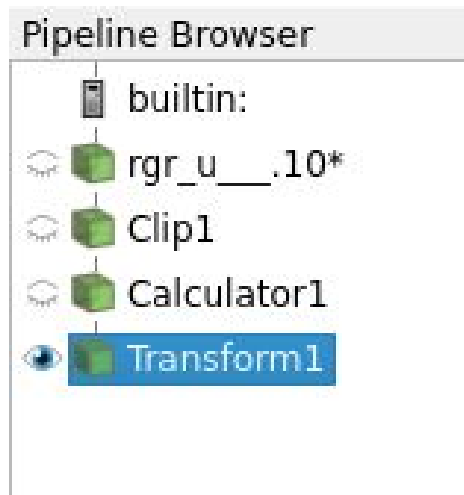 Pipeline Browser
builtin:
rgr_u___.10*
Clip1
Calculator1
Transform1